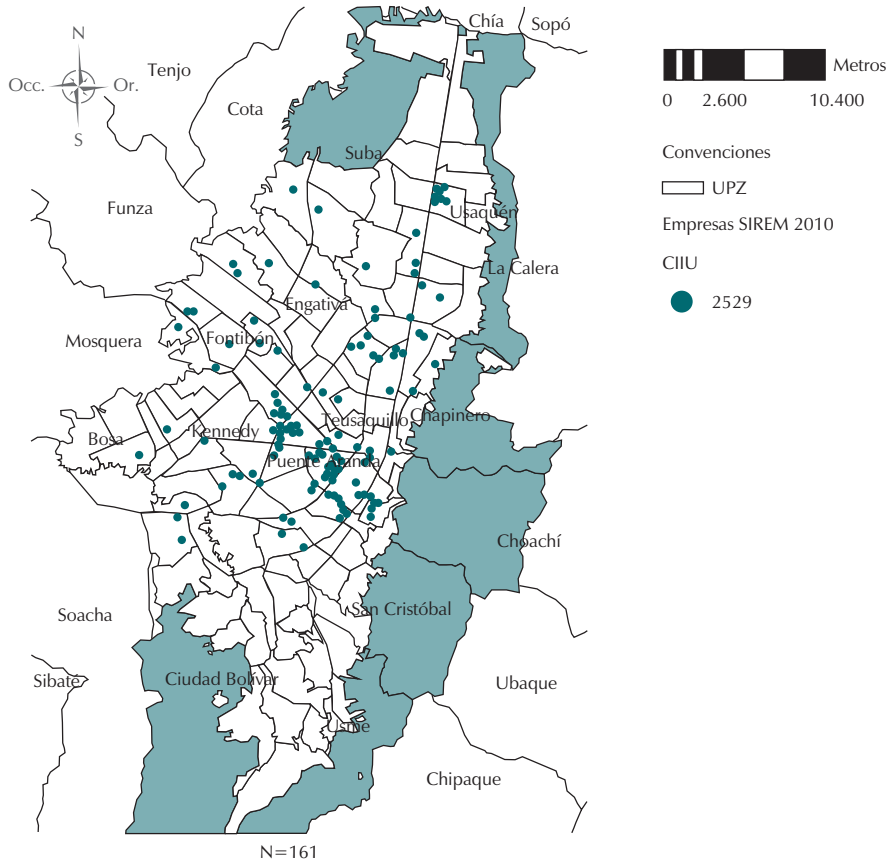 Chía
Sopó
N
Occ.
Or.
S
Tenjo
Cota
Suba
Funza
Usaquén
La Calera
Engativá
Mosquera
Fontibón
Chapinero
Teusaquillo
Bosa
Kennedy
Puente Aranda
Choachí
Soacha
San Cristóbal
Sibaté
Ciudad Bolívar
Ubaque
Usme
Chipaque
N=161
Metros
0 2.600 10.400
Convenciones
UPZ
Empresas SIREM 2010
CIIU
2529